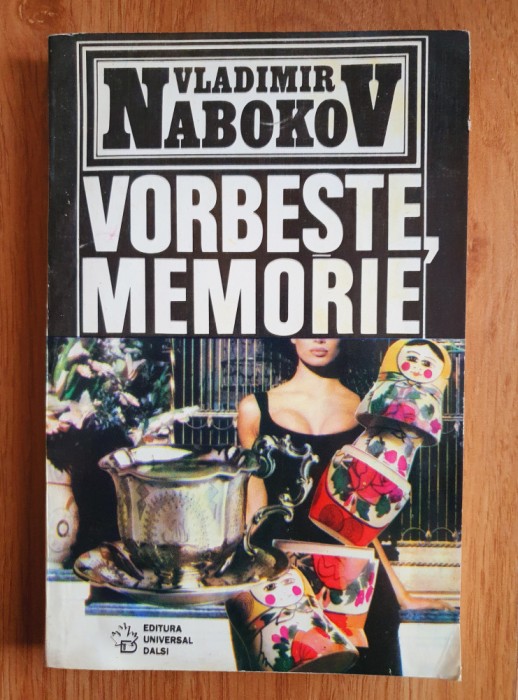 VLADIMIR
NABOKOV
VORBEȘTE,
MEMORIE
EDITURA
UNIVERSAL
DALSI